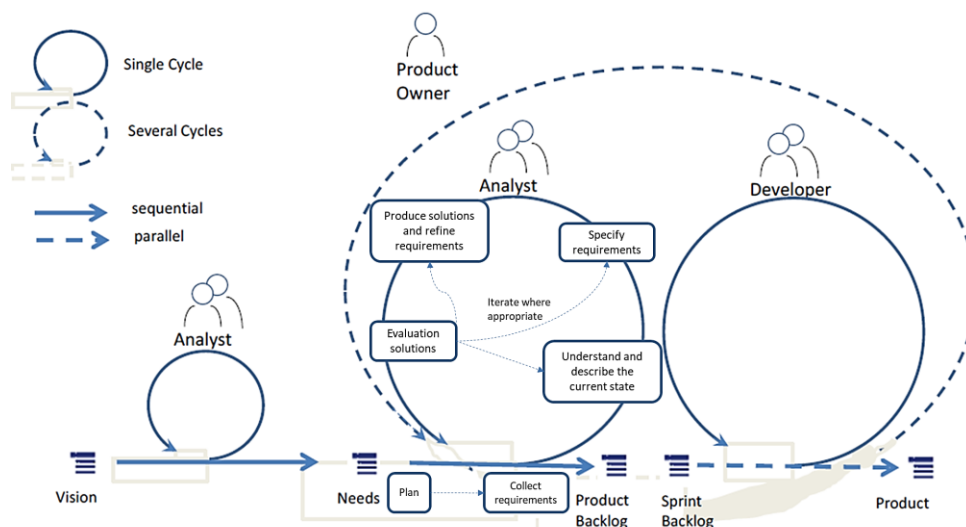 Single Cycle
Several Cycles
sequential
parallel
Product
Owner
Analyst
Developer
Produce solutions
and refine
requirements
Specify
requirements
Iterate where
appropriate
Evaluation
solutions
Understand and
describe the
current state
Analyst
Vision
Needs
Plan
Collect
requirements
Product
Backlog
Sprint
Backlog
Product